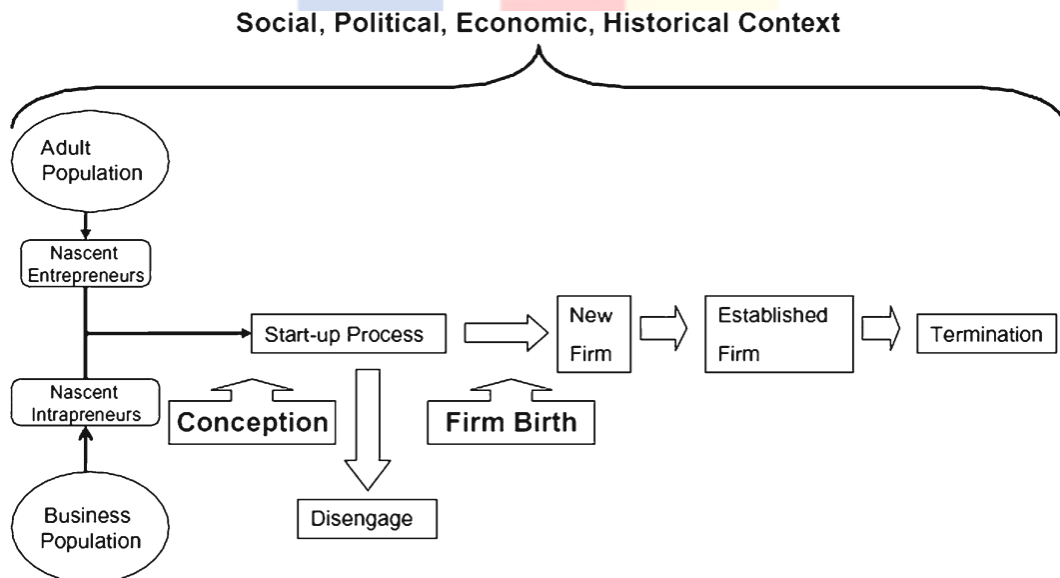 Social, Political, Economic, Historical Context
Adult
Population
Nascent
Entrepreneurs
Start-up Process
New
Firm
Established
Firm
Termination
Nascent
Intrapreneurs
Conception
Firm Birth
Disengage
Business
Population